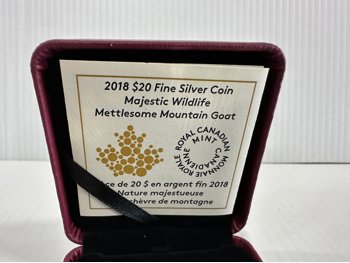 2018 $20 Fine Silver Coin
Majestic Wildlife
Mettlesome Mountain Goat
ROYAL CANADIAN MINT
MONNAIE ROYALE CANADIENNE
de 20 $ en argent fin 2018
Nature majestueuse
chèvre de montagne